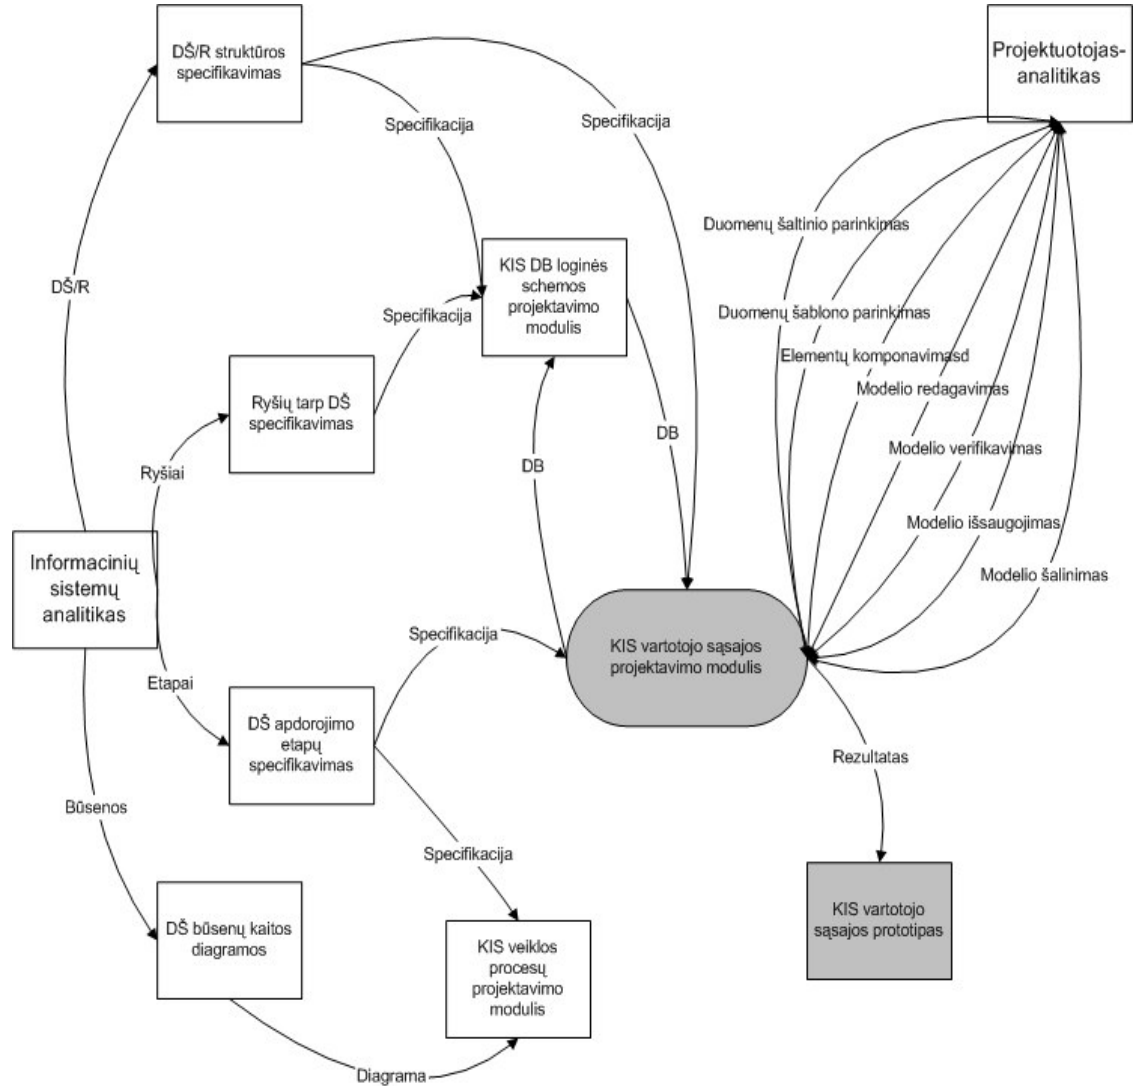 DŠ/R struktūros
specifikavimas
Projektuotojas-
analitikas
Specifikacija
Specifikacija
Duomenų šaltinio parinkimas
KIS DB loginės
schemos
projektavimo
modulis
DŠ/R
Specifikacija
Duomenų šablono parinkimas
Elementų komponavimasd
Modelio redagavimas
Ryšių tarp DŠ
specifikavimas
DB
Modelio verifikavimas
Ryšiai
DB
Modelio išsaugojimas
Informacinių
sistemų
analitikas
Modelio šalinimas
Specifikacija
KIS vartotojo sąsajos
projektavimo modulis
Etapai
DŠ apdorojimo
etapų
specifikavimas
Rezultatas
Būsenos
Specifikacija
DŠ būsenų kaitos
diagramos
KIS vartotojo
sąsajos prototipas
KIS veiklos
procesų
projektavimo
modulis
Diagrama